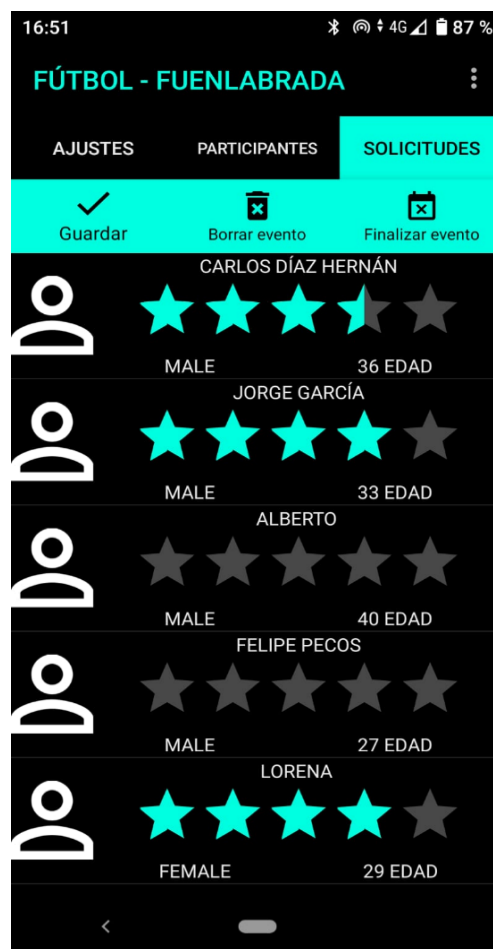 16:51 4G 87 %
FÚTBOL - FUENLABRADA
AJUSTES PARTICIPANTES SOLICITUDES
Guardar Borrar evento Finalizar evento
CARLOS DÍAZ HERNÁN
MALE 36 EDAD
JORGE GARCÍA
MALE 33 EDAD
ALBERTO
MALE 40 EDAD
FELIPE PECOS
MALE 27 EDAD
LORENA
FEMALE 29 EDAD